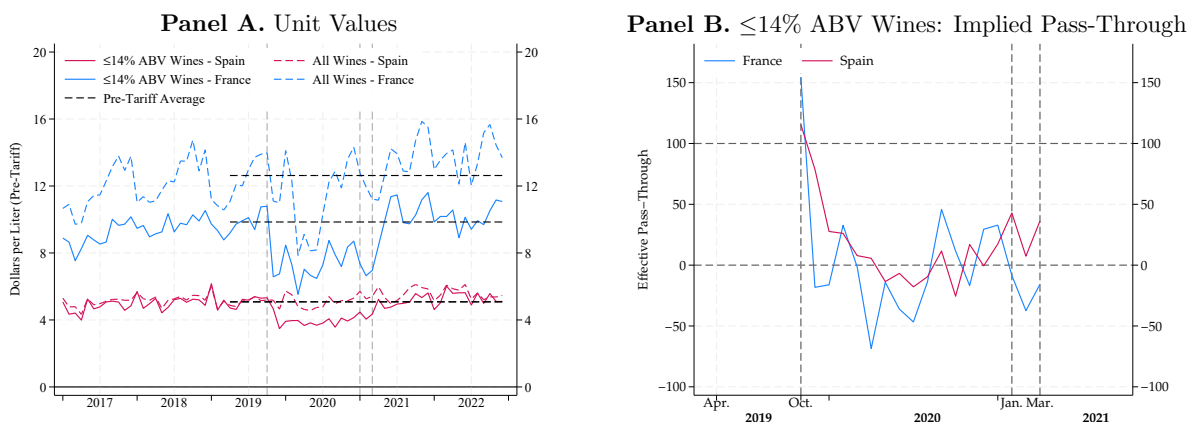 Panel A. Unit Values
20
16
12
8
4
0
20
16
12
8
4
0
Dollars per Liter (Pre-Tariff)
≤14% ABV Wines - Spain
All Wines - Spain
≤14% ABV Wines - France
All Wines - France
Pre-Tariff Average
2017 2018 2019 2020 2021 2022
Panel B. ≤14% ABV Wines: Implied Pass-Through
France Spain
150
100
50
0
−50
−100
150
100
50
0
−50
−100
Effective Pass-Through
Apr. Oct. Jan. Mar.
2019 2020 2021